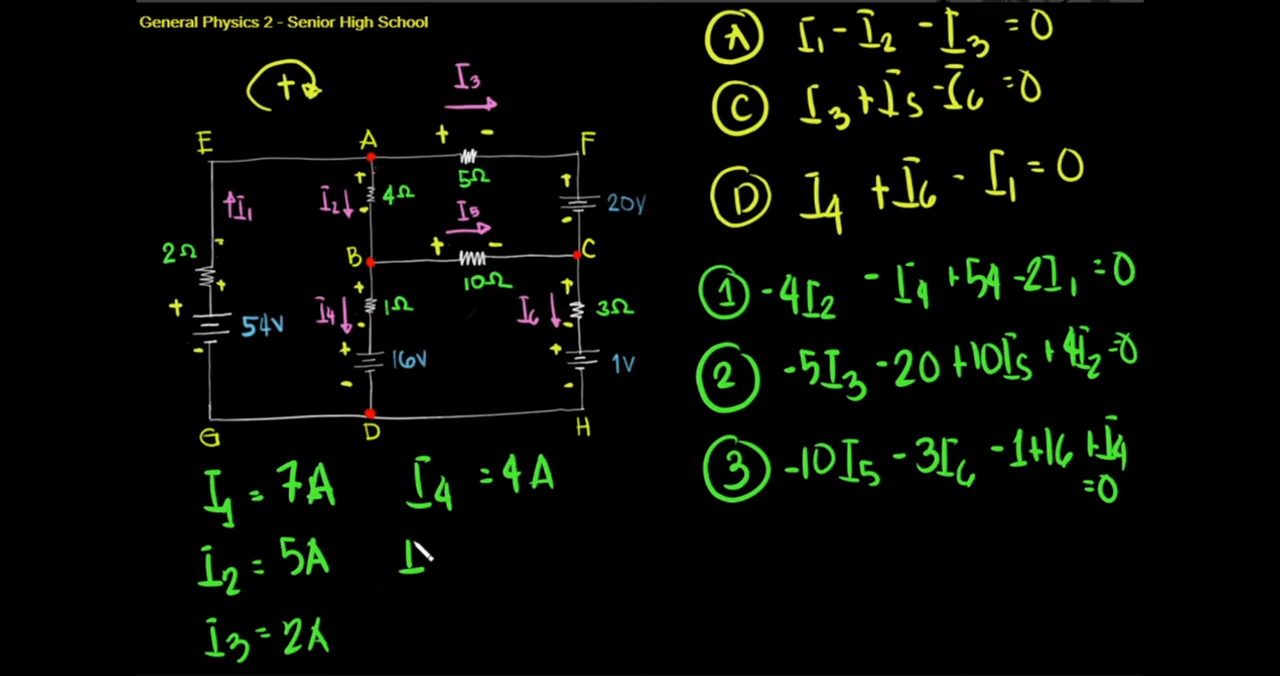 General Physics 2 - Senior High School
+
I₃
E
A
+ -
F
5Ω
↑I₁
I₂↓
+
-
4Ω
+
-
20V
I₅
2Ω
-
+
B
+ -
C
10Ω
+
-
54V
I₄↓
+
-
1Ω
I₆↓
+
-
3Ω
+
-
16V
+
-
1V
G
D
H
I₁ = 7A
I₄ = 4A
I₂ = 5A
I
I₃ = 2A
A I₁ - I₂ - I₃ = 0
C I₃ + I₅ - I₆ = 0
D I₄ + I₆ - I₁ = 0
1 -4I₂ - I₄ + 54 - 2I₁ = 0
2 -5I₃ - 20 + 10I₅ + 4I₂ = 0
3 -10I₅ - 3I₆ - 1 + 16 + I₄
= 0